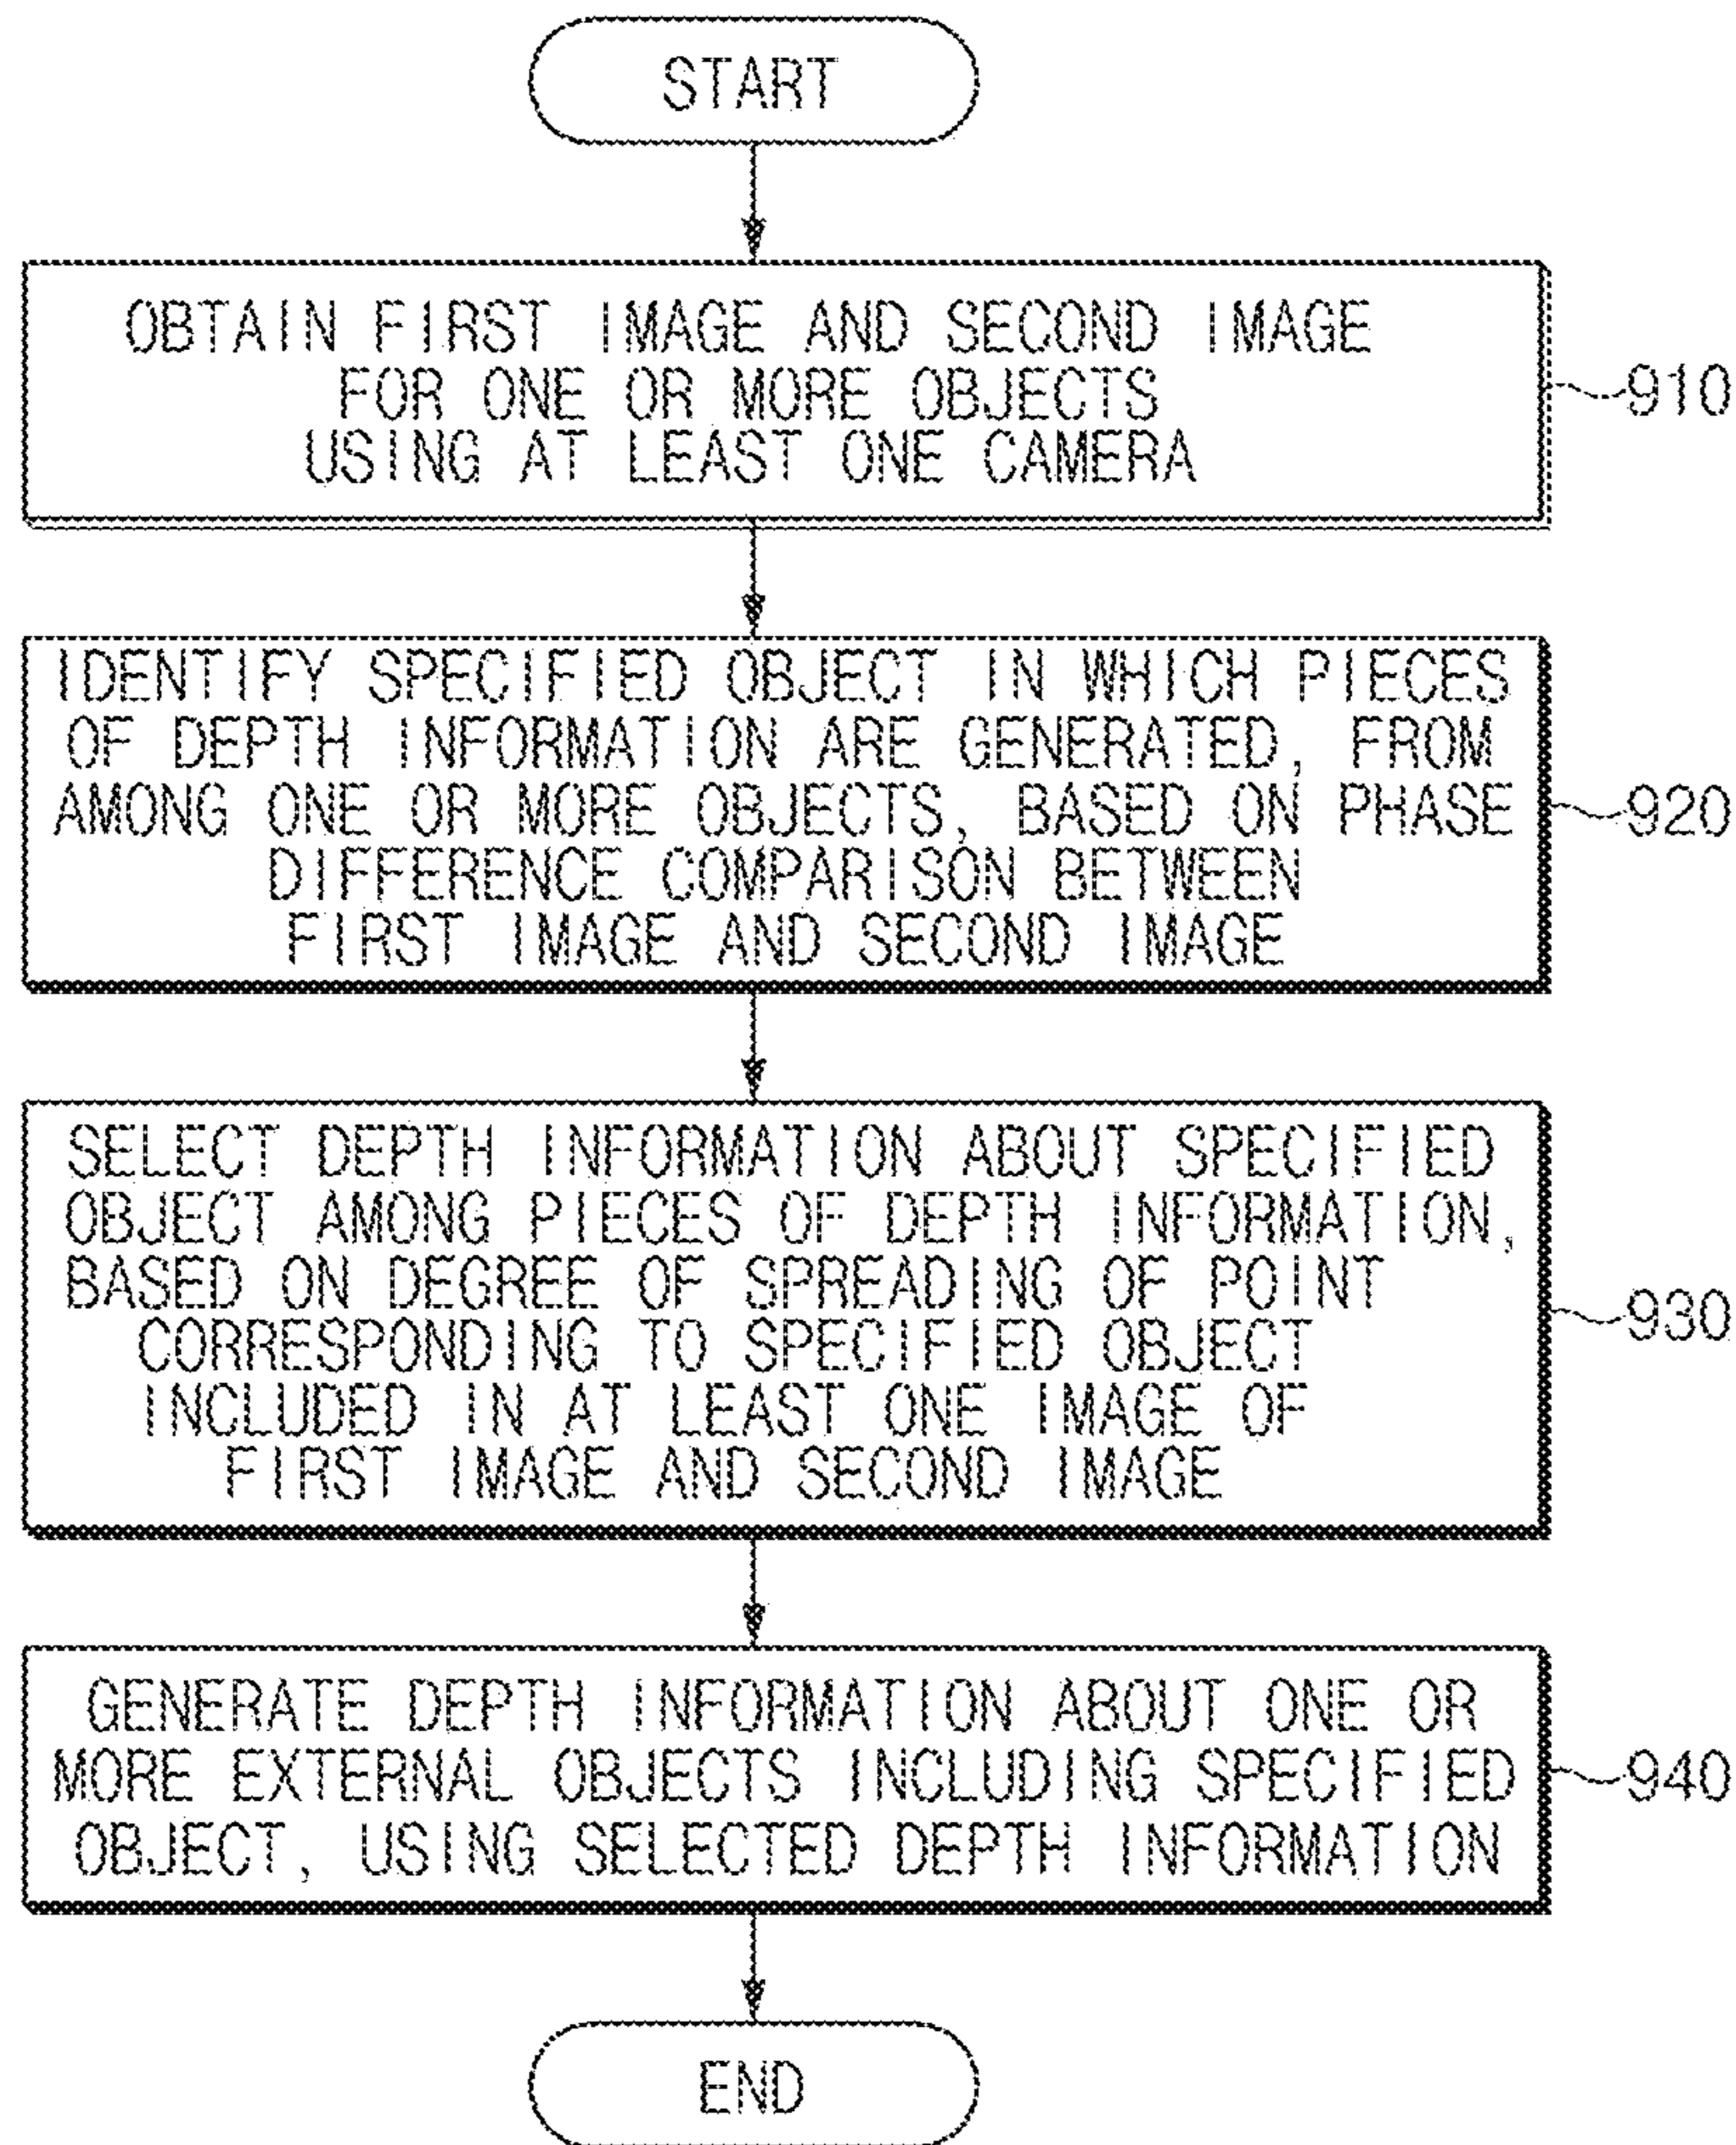 START
OBTAIN FIRST IMAGE AND SECOND IMAGE
FOR ONE OR MORE OBJECTS
USING AT LEAST ONE CAMERA
910
IDENTIFY SPECIFIED OBJECT IN WHICH PIECES
OF DEPTH INFORMATION ARE GENERATED, FROM
AMONG ONE OR MORE OBJECTS, BASED ON PHASE
DIFFERENCE COMPARISON BETWEEN
FIRST IMAGE AND SECOND IMAGE
920
SELECT DEPTH INFORMATION ABOUT SPECIFIED
OBJECT AMONG PIECES OF DEPTH INFORMATION,
BASED ON DEGREE OF SPREADING OF POINT
CORRESPONDING TO SPECIFIED OBJECT
INCLUDED IN AT LEAST ONE IMAGE OF
FIRST IMAGE AND SECOND IMAGE
930
GENERATE DEPTH INFORMATION ABOUT ONE OR
MORE EXTERNAL OBJECTS INCLUDING SPECIFIED
OBJECT, USING SELECTED DEPTH INFORMATION
940
END